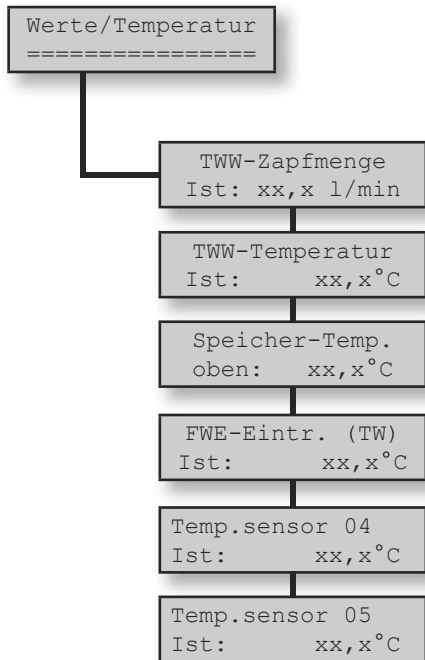 Werte/Temperatur
================
TWW-Zapfmenge
Ist: xx,x l/min
TWW-Temperatur
Ist: xx,x°C
Speicher-Temp.
oben: xx,x°C
FWE-Eintr. (TW)
Ist: xx,x°C
Temp.sensor 04
Ist: xx,x°C
Temp.sensor 05
Ist: xx,x°C